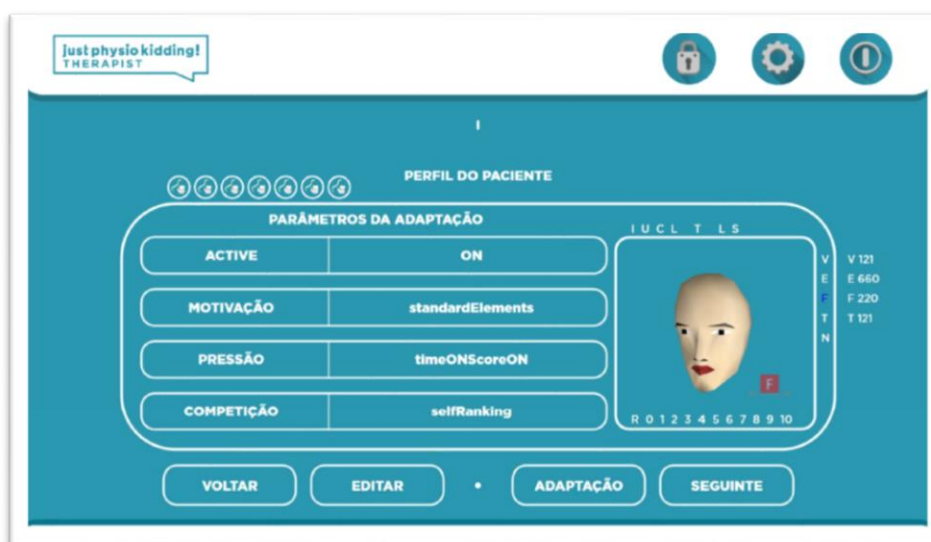 just physio kidding!
THERAPIST
I
PERFIL DO PACIENTE
PARÂMETROS DA ADAPTAÇÃO
ACTIVE ON
MOTIVAÇÃO standardElements
PRESSÃO timeONScoreON
COMPETIÇÃO selfRanking
I U C L T L S
V V 121
E E 660
F F 220
T T 121
N
F
R 0 1 2 3 4 5 6 7 8 9 10
VOLTAR EDITAR • ADAPTAÇÃO SEGUINTE